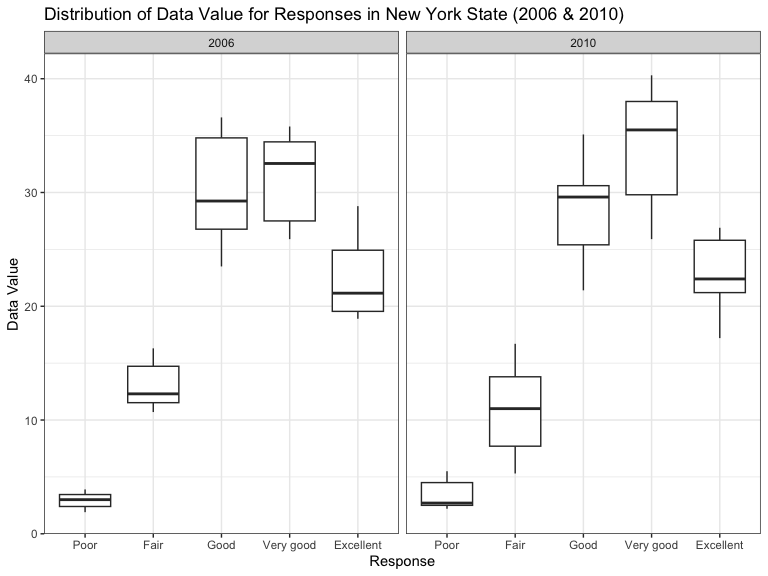 Distribution of Data Value for Responses in New York State (2006 & 2010)
2006
2010
Data Value
40
30
20
10
0
Poor Fair Good Very good Excellent
Poor Fair Good Very good Excellent
Response